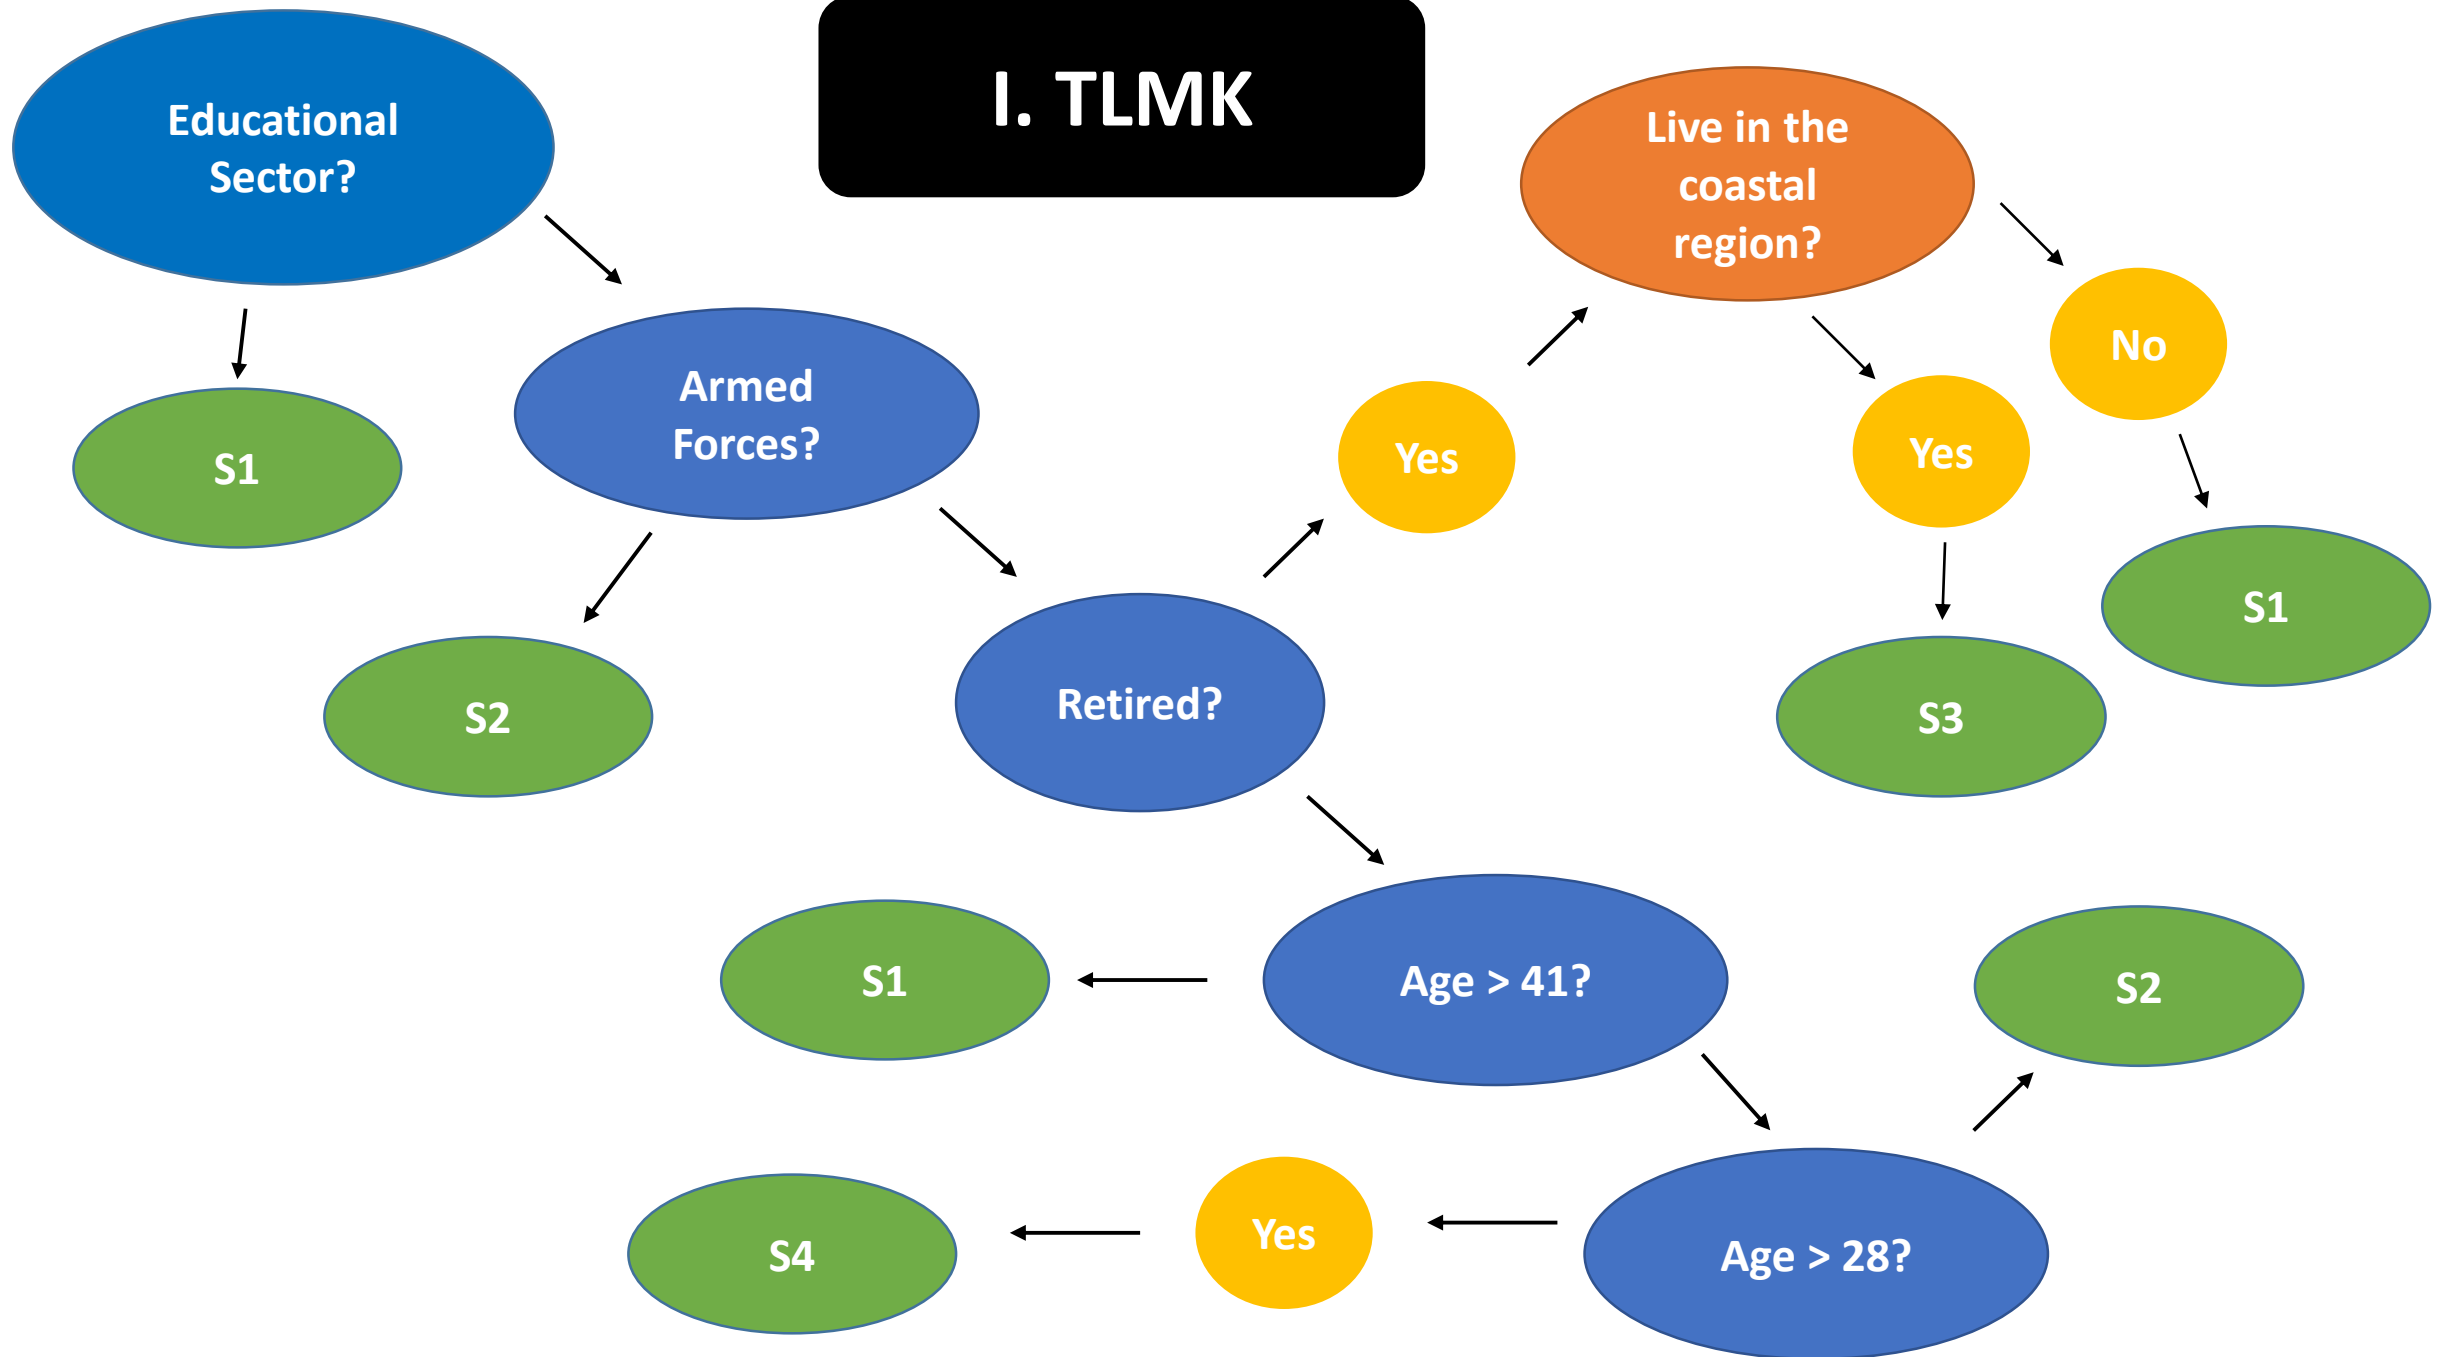 I. TLMK
Educational
Sector?
S1
Armed
Forces?
S2
Retired?
Yes
Live in the
coastal
region?
No
Yes
S1
S3
Age > 41?
S1
Age > 28?
S2
Yes
S4